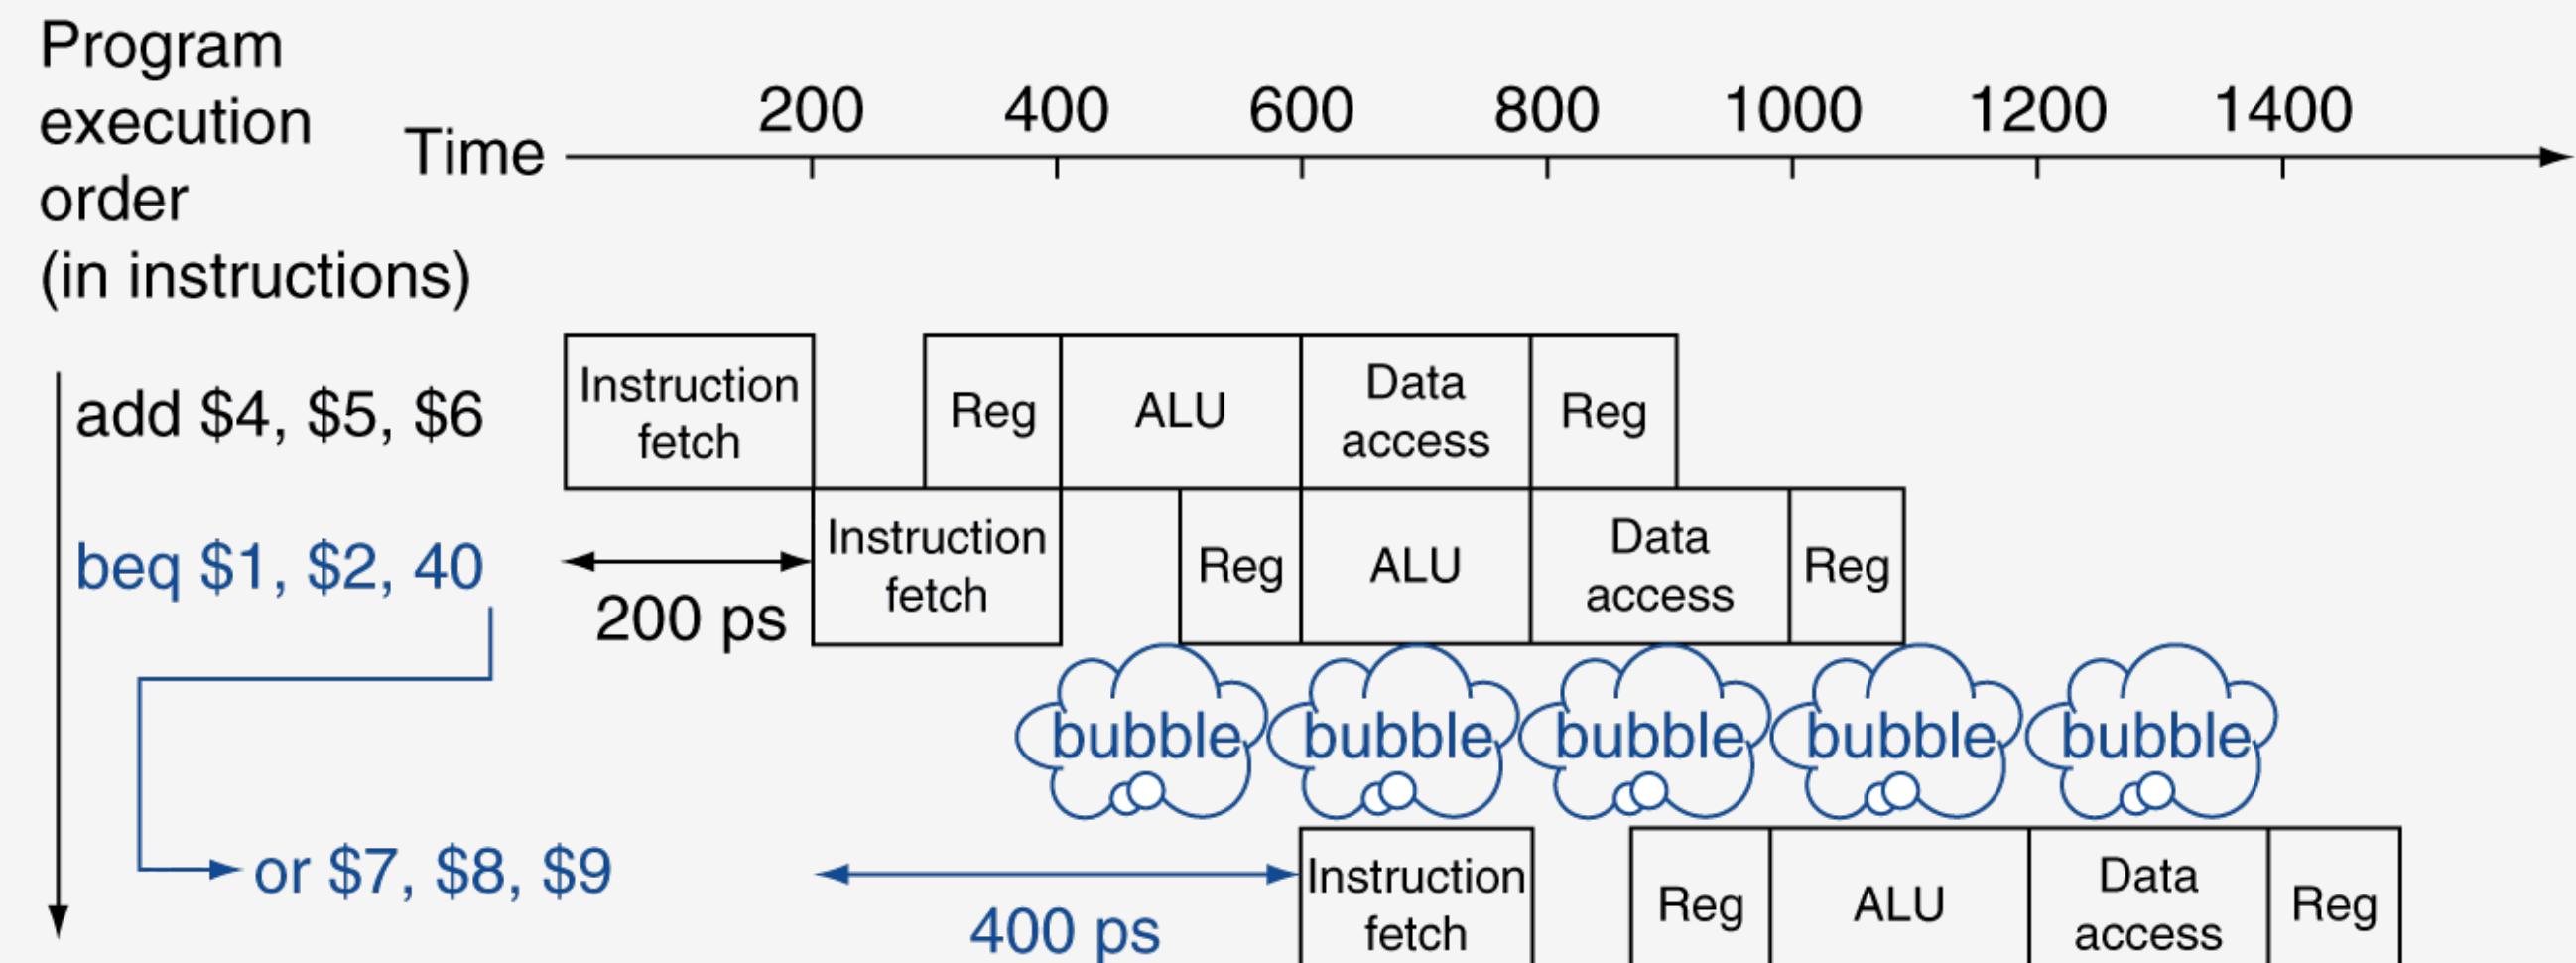 Program
execution
order
(in instructions)
Time
200 400 600 800 1000 1200 1400
add $4, $5, $6
Instruction
fetch
Reg
ALU
Data
access
Reg
beq $1, $2, 40
200 ps
Instruction
fetch
Reg
ALU
Data
access
Reg
bubble bubble bubble bubble bubble
or $7, $8, $9
400 ps
Instruction
fetch
Reg
ALU
Data
access
Reg